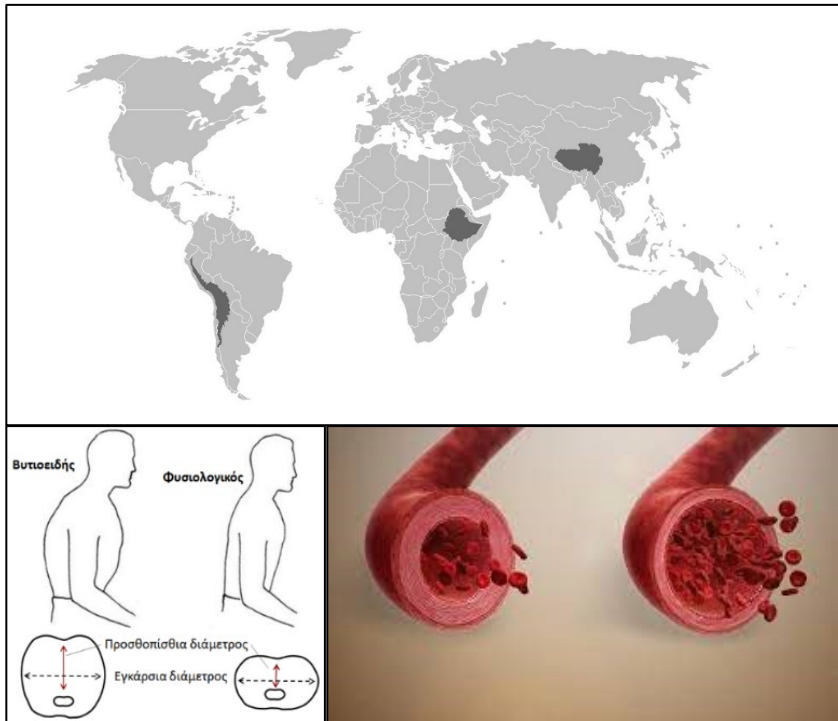 Βυτιοειδής
Φυσιολογικός
Προσθοπίσθια διάμετρος
Εγκάρσια διάμετρος